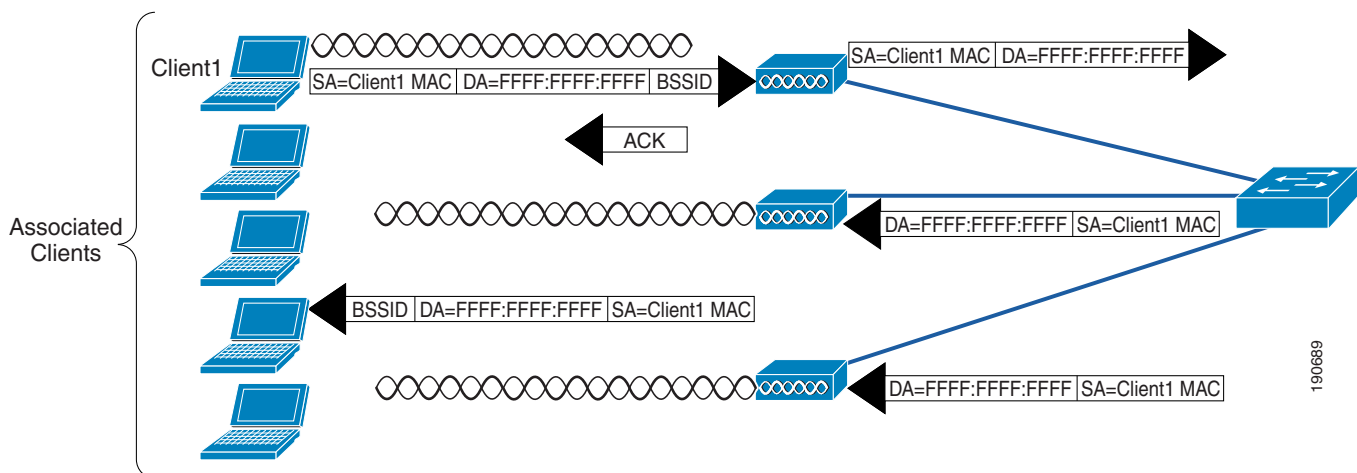 Client1
SA=Client1 MAC DA=FFFF:FFFF:FFFF BSSID
SA=Client1 MAC DA=FFFF:FFFF:FFFF
ACK
Associated
Clients
DA=FFFF:FFFF:FFFF SA=Client1 MAC
BSSID DA=FFFF:FFFF:FFFF SA=Client1 MAC
DA=FFFF:FFFF:FFFF SA=Client1 MAC
190689